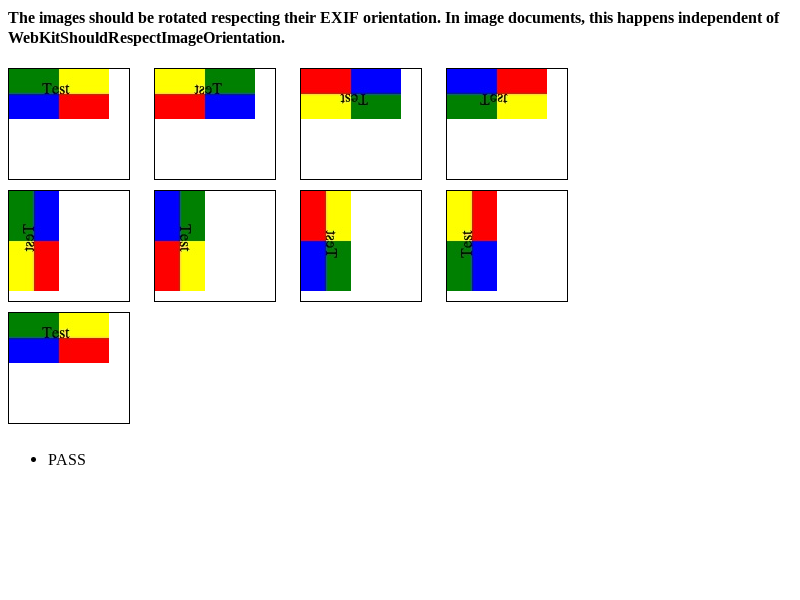 The images should be rotated respecting their EXIF orientation. In image documents, this happens independent of
WebKitShouldRespectImageOrientation.
Test
Test
Test
Test
Test
Test
Test
Test
Test
PASS